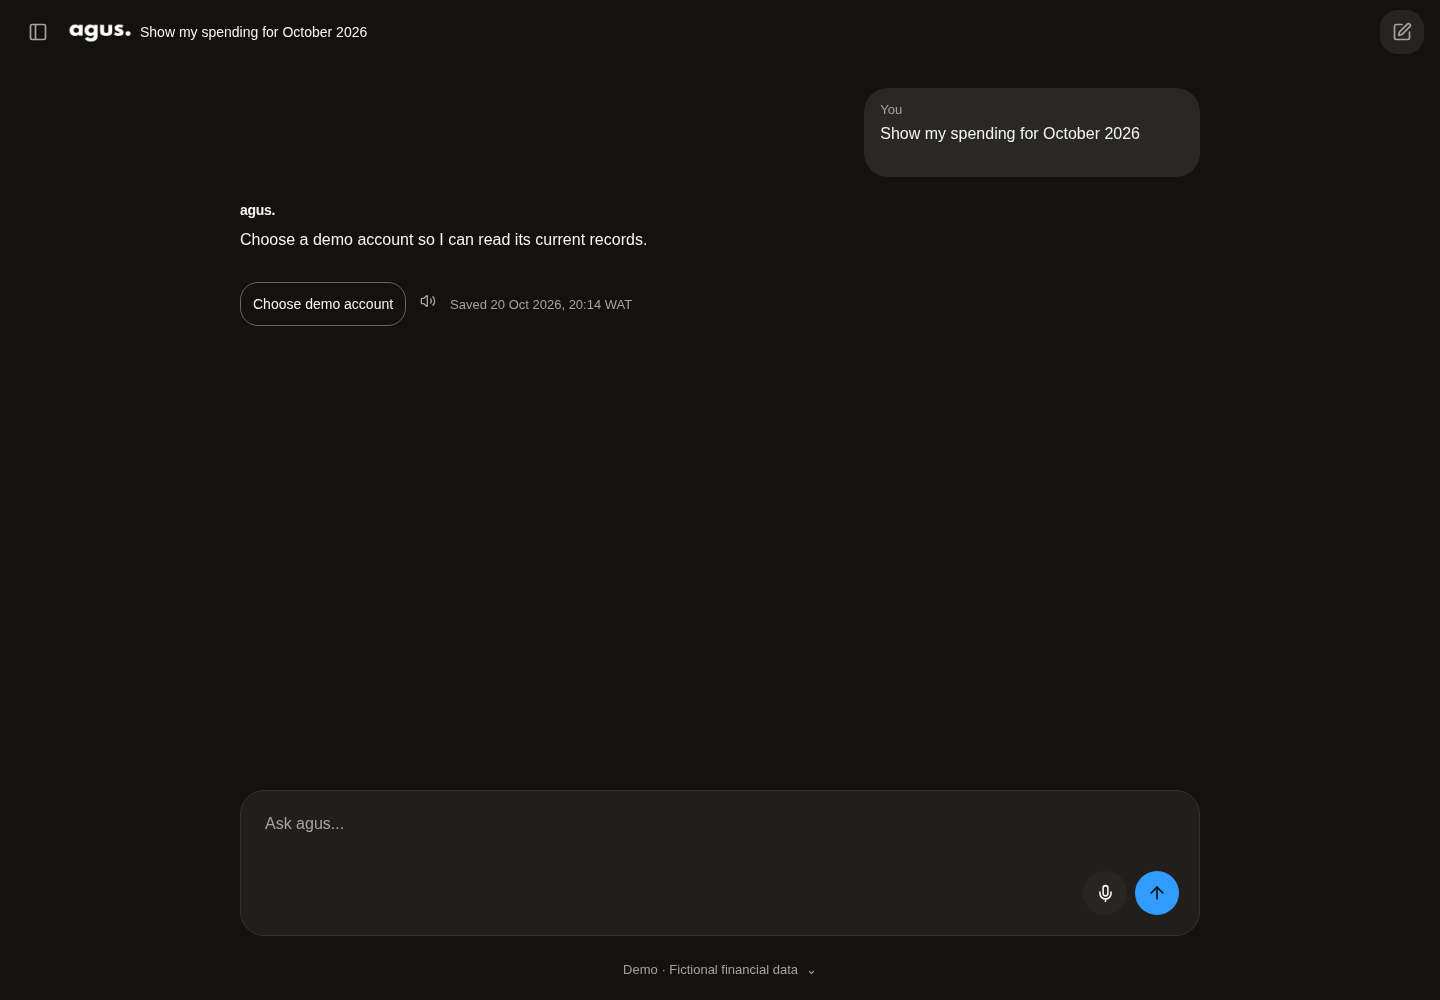 agus. Show my spending for October 2026
You
Show my spending for October 2026
agus.
Choose a demo account so I can read its current records.
Choose demo account Saved 20 Oct 2026, 20:14 WAT
Ask agus...
Demo · Fictional financial data